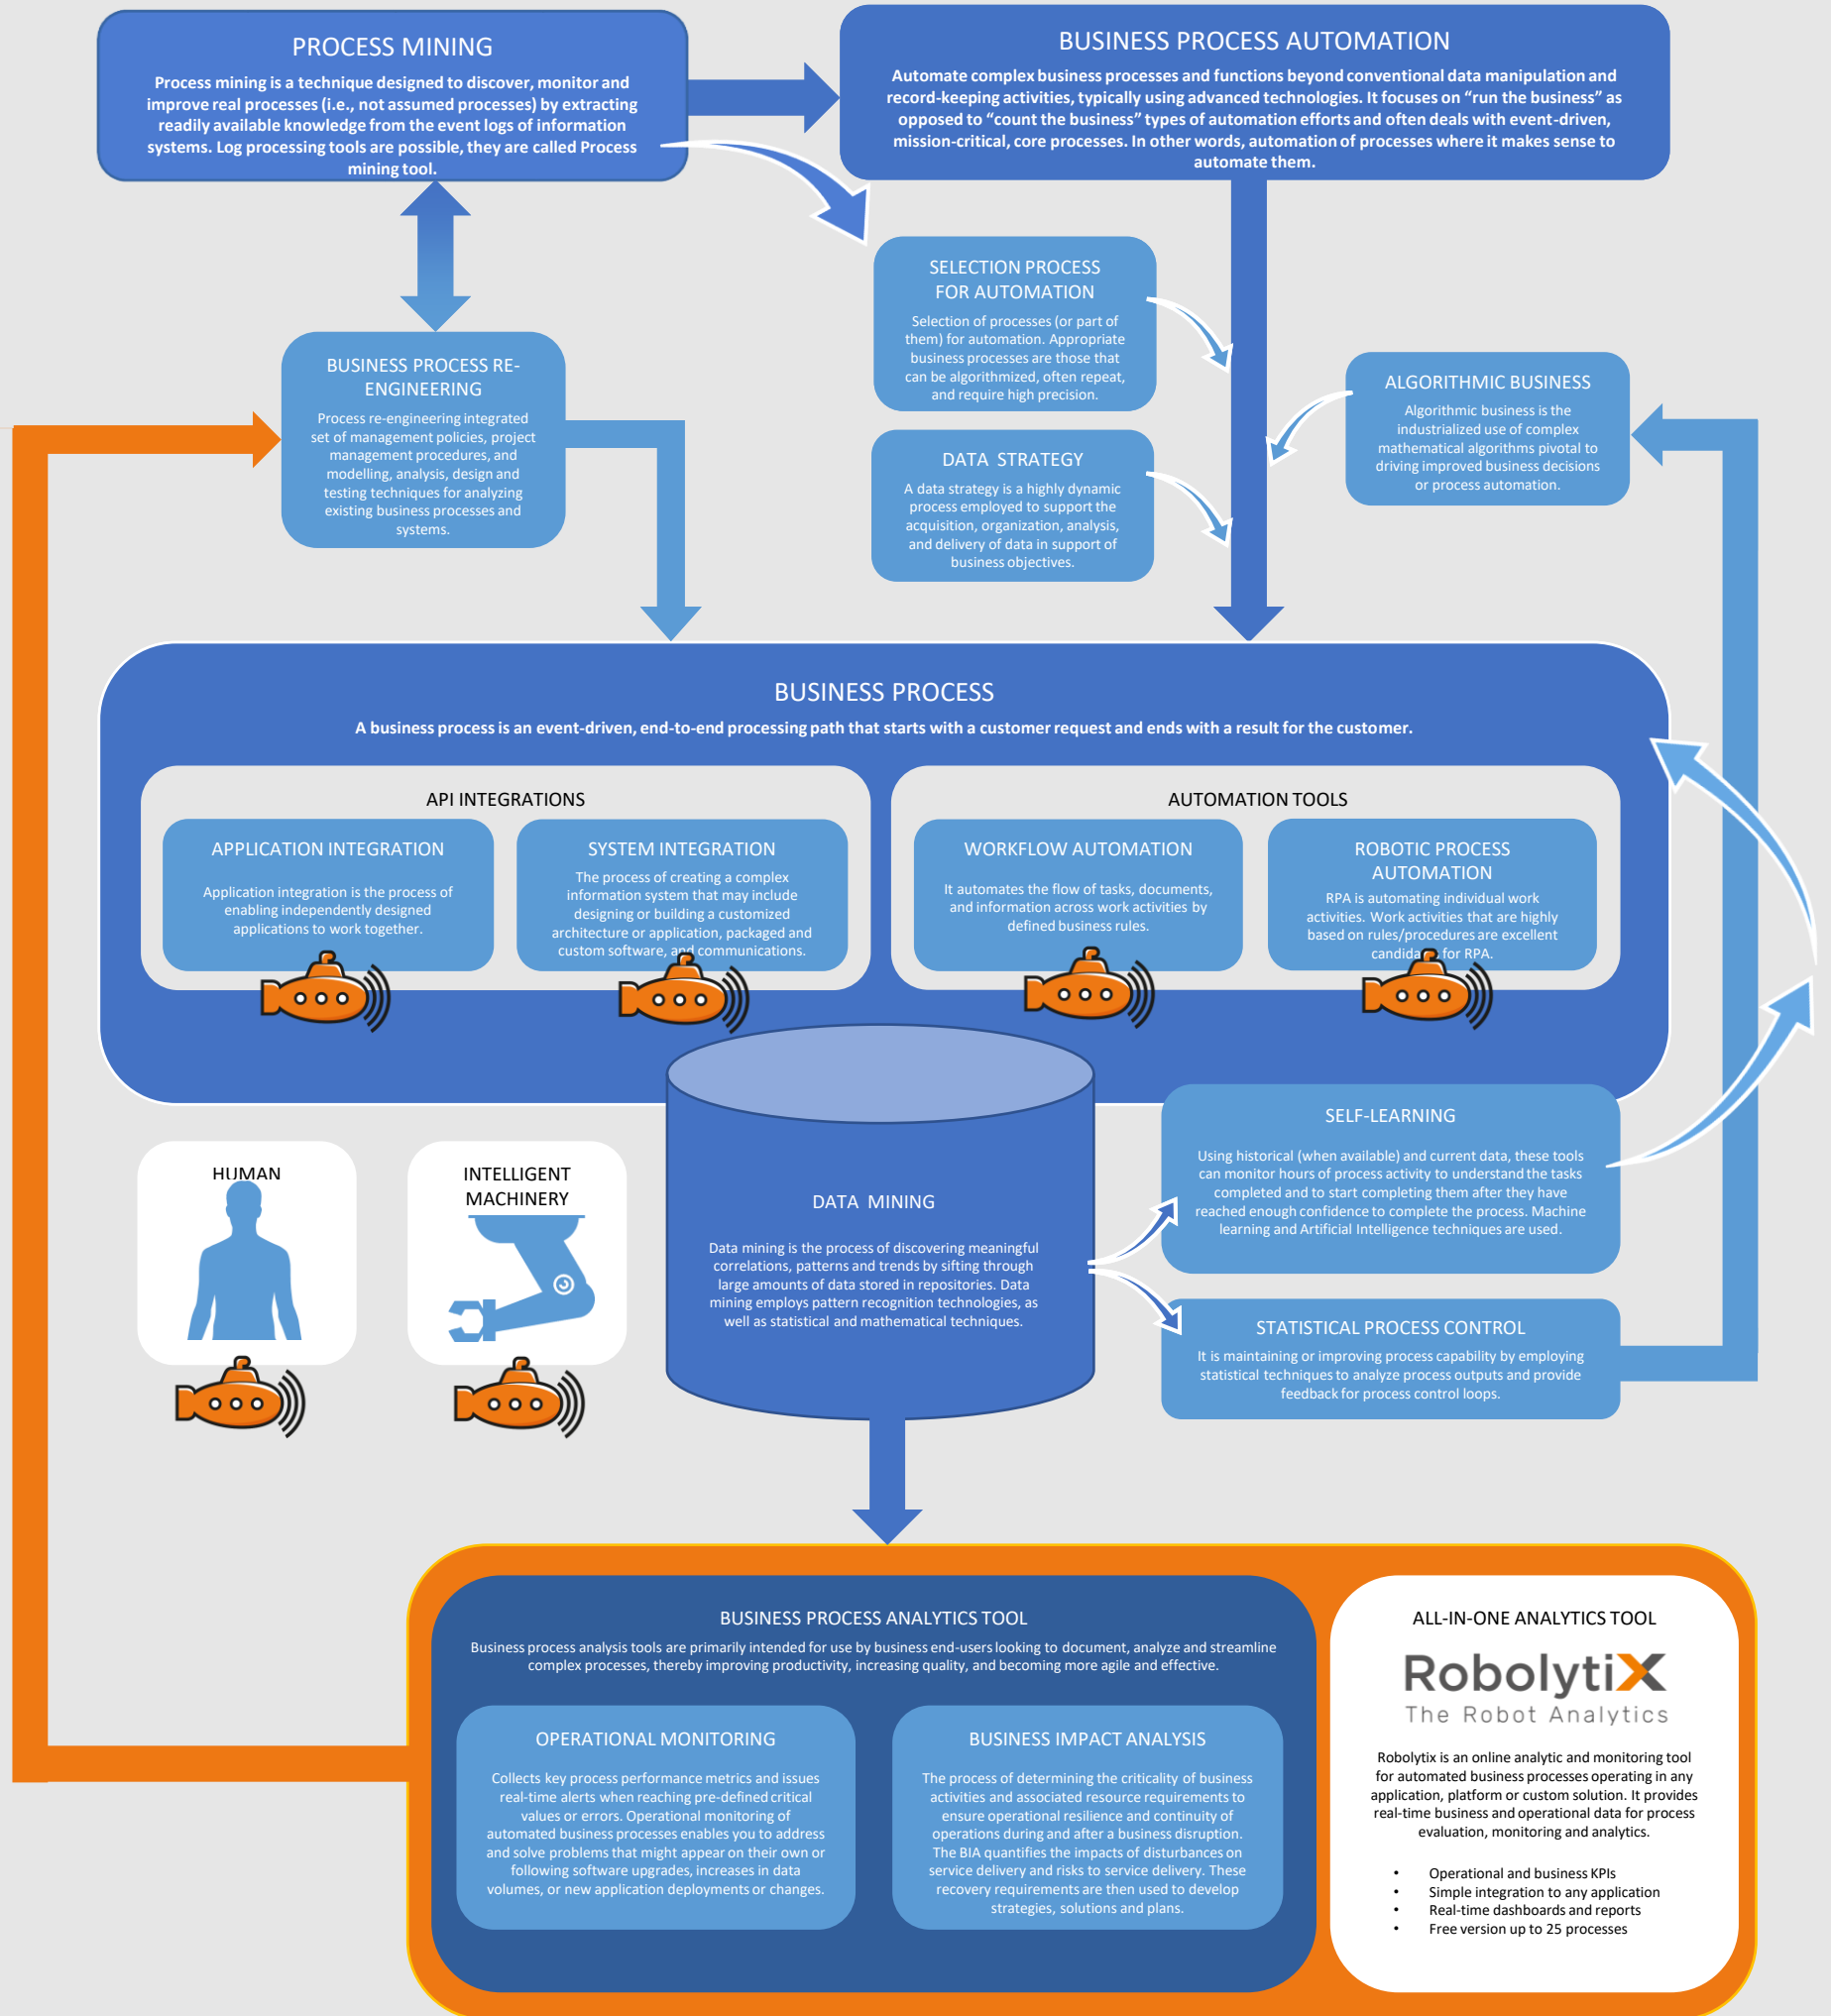 PROCESS MINING
Process mining is a technique designed to discover, monitor and
improve real processes (i.e., not assumed processes) by extracting
readily available knowledge from the event logs of information
systems. Log processing tools are possible, they are called Process
mining tool.
BUSINESS PROCESS AUTOMATION
Automate complex business processes and functions beyond conventional data manipulation and
record-keeping activities, typically using advanced technologies. It focuses on “run the business” as
opposed to “count the business” types of automation efforts and often deals with event-driven,
mission-critical, core processes. In other words, automation of processes where it makes sense to
automate them.
SELECTION PROCESS
FOR AUTOMATION
Selection of processes (or part of
them) for automation. Appropriate
business processes are those that
can be algorithmized, often repeat,
and require high precision.
BUSINESS PROCESS RE-
ENGINEERING
Process re-engineering integrated
set of management policies, project
management procedures, and
modelling, analysis, design and
testing techniques for analyzing
existing business processes and
systems.
ALGORITHMIC BUSINESS
Algorithmic business is the
industrialized use of complex
mathematical algorithms pivotal to
driving improved business decisions
or process automation.
DATA STRATEGY
A data strategy is a highly dynamic
process employed to support the
acquisition, organization, analysis,
and delivery of data in support of
business objectives.
BUSINESS PROCESS
A business process is an event-driven, end-to-end processing path that starts with a customer request and ends with a result for the customer.
API INTEGRATIONS
APPLICATION INTEGRATION
Application integration is the process of
enabling independently designed
applications to work together.
SYSTEM INTEGRATION
The process of creating a complex
information system that may include
designing or building a customized
architecture or application, packaged and
custom software, and communications.
AUTOMATION TOOLS
WORKFLOW AUTOMATION
It automates the flow of tasks, documents,
and information across work activities by
defined business rules.
ROBOTIC PROCESS
AUTOMATION
RPA is automating individual work
activities. Work activities that are highly
based on rules/procedures are excellent
for RPA.
HUMAN
INTELLIGENT
MACHINERY
DATA MINING
Data mining is the process of discovering meaningful
correlations, patterns and trends by sifting through
large amounts of data stored in repositories. Data
mining employs pattern recognition technologies, as
well as statistical and mathematical techniques.
SELF-LEARNING
Using historical (when available) and current data, these tools
can monitor hours of process activity to understand the tasks
completed and to start completing them after they have
reached enough confidence to complete the process. Machine
learning and Artificial Intelligence techniques are used.
STATISTICAL PROCESS CONTROL
It is maintaining or improving process capability by employing
statistical techniques to analyze process outputs and provide
feedback for process control loops.
BUSINESS PROCESS ANALYTICS TOOL
Business process analysis tools are primarily intended for use by business end-users looking to document, analyze and streamline
complex processes, thereby improving productivity, increasing quality, and becoming more agile and effective.
OPERATIONAL MONITORING
Collects key process performance metrics and issues
real-time alerts when reaching pre-defined critical
values or errors. Operational monitoring of
automated business processes enables you to address
and solve problems that might appear on their own or
following software upgrades, increases in data
volumes, or new application deployments or changes.
BUSINESS IMPACT ANALYSIS
The process of determining the criticality of business
activities and associated resource requirements to
ensure operational resilience and continuity of
operations during and after a business disruption.
The BIA quantifies the impacts of disturbances on
service delivery and risks to service delivery. These
recovery requirements are then used to develop
strategies, solutions and plans.
ALL-IN-ONE ANALYTICS TOOL
RobolytiX
The Robot Analytics
Robolytix is an online analytic and monitoring tool
for automated business processes operating in any
application, platform or custom solution. It provides
real-time business and operational data for process
evaluation, monitoring and analytics.
• Operational and business KPIs
• Simple integration to any application
• Real-time dashboards and reports
• Free version up to 25 processes